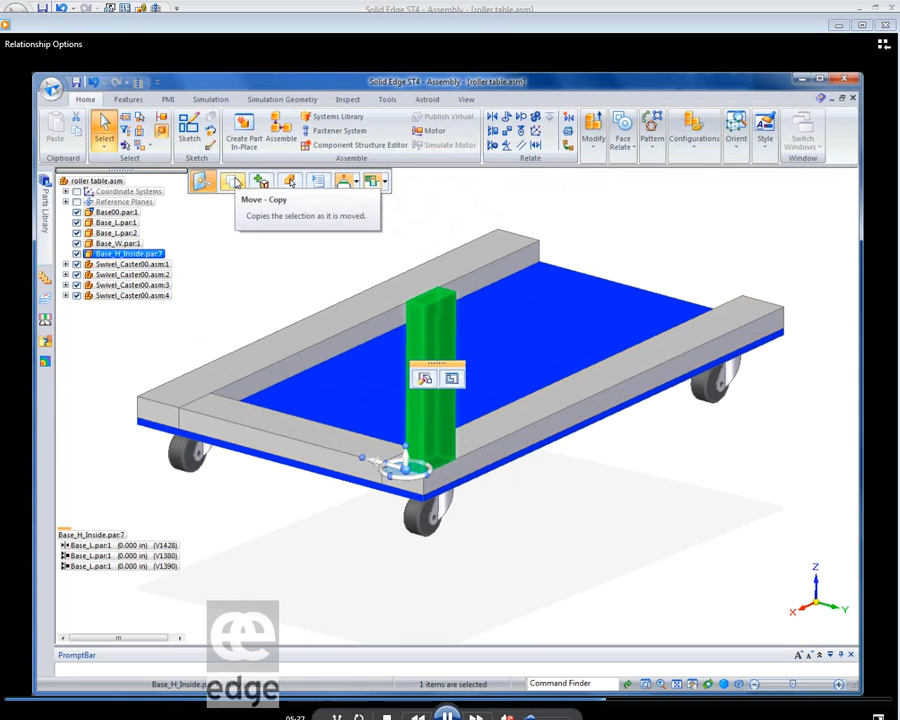 Solid Edge ST4 - Assembly - [roller table.asm]
Relationship Options
Solid Edge ST4 - Assembly - [roller table.asm]
Home Features PMI Simulation Simulation Geometry Inspect Tools Astroid View
Paste
Select
Sketch
Create Part In-Place
Assemble
Systems Library
Fastener System
Component Structure Editor
Publish Virtual
Motor
Simulate Motor
Modify
Face Relate
Pattern
Configurations
Orient
Style
Switch Windows
Clipboard Select Sketch Assemble Relate Window
Parts Library
roller table.asm
Coordinate Systems
Reference Planes
Base00.par:1
Base_L.par:1
Base_L.par:2
Base_W.par:1
Base_H_Inside.par:7
Swivel_Caster00.asm:1
Swivel_Caster00.asm:2
Swivel_Caster00.asm:3
Swivel_Caster00.asm:4
Move - Copy
Copies the selection as it is moved.
Base_H_Inside.par:7
Base_L.par:1 (0.000 in) (V1428)
Base_L.par:1 (0.000 in) (V1380)
Base_L.par:1 (0.000 in) (V1390)
Z
X
Y
ee
edge
PromptBar
Base_H_Inside.par:7 1 items are selected Command Finder
05:27